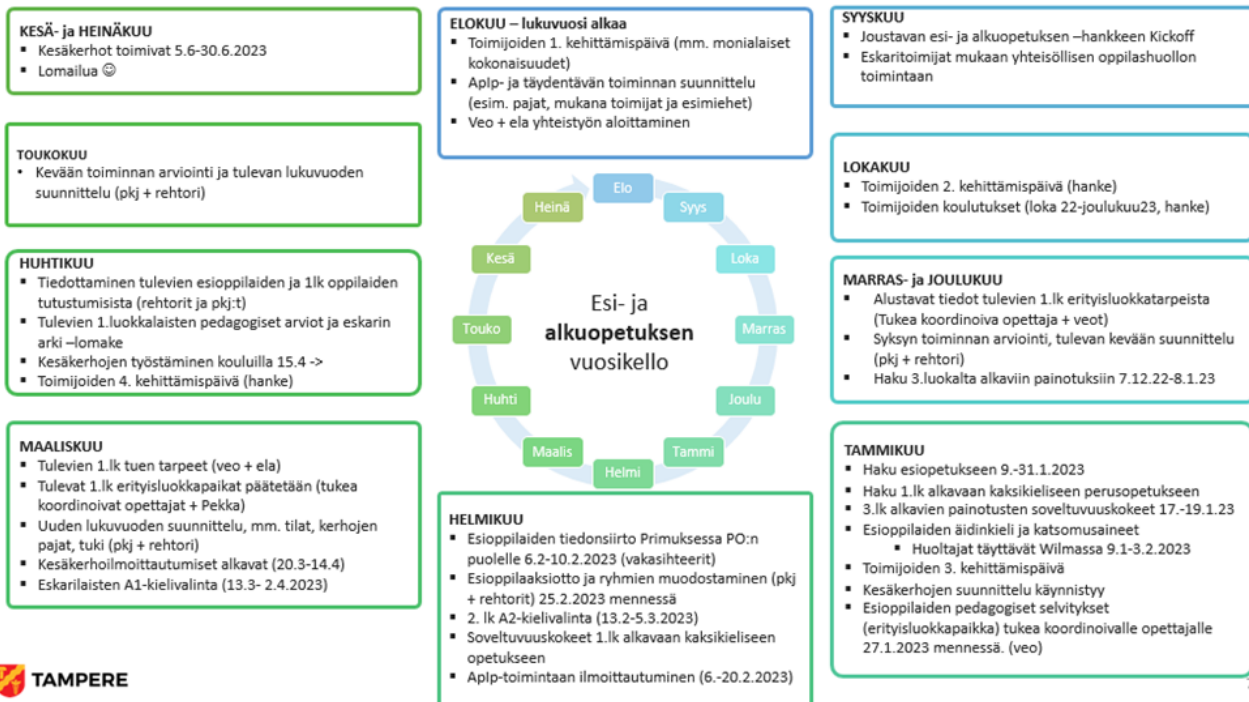 KESÄ- ja HEINÄKUU
▪ Kesäkerhot toimivat 5.6-30.6.2023
▪ Lomailua ☺
TOUKOKUU
• Kevään toiminnan arviointi ja tulevan lukuvuoden
suunnittelu (pkj + rehtori)
HUHTIKUU
▪ Tiedottaminen tulevien esioppilaiden ja 1lk oppilaiden
tutustumisista (rehtorit ja pkj:t)
▪ Tulevien 1.luokkalaisten pedagogiset arviot ja eskarin
arki –lomake
▪ Kesäkerhojen työstäminen kouluilla 15.4 ->
▪ Toimijoiden 4. kehittämispäivä (hanke)
MAALISKUU
▪ Tulevien 1.lk tuen tarpeet (veo + ela)
▪ Tulevat 1.lk erityisluokkapaikat päätetään (tukea
koordinoivat opettajat + Pekka)
▪ Uuden lukuvuoden suunnittelu, mm. tilat, kerhojen
pajat, tuki (pkj + rehtori)
▪ Kesäkerhoilmoittautumiset alkavat (20.3-14.4)
▪ Eskarilaisten A1-kielivalinta (13.3- 2.4.2023)
TAMPERE
ELOKUU – lukuvuosi alkaa
▪ Toimijoiden 1. kehittämispäivä (mm. monialaiset
kokonaisuudet)
▪ ApIp- ja täydentävän toiminnan suunnittelu
(esim. pajat, mukana toimijat ja esimiehet)
▪ Veo + ela yhteistyön aloittaminen
Elo
Syys
Loka
Marras
Joulu
Tammi
Helmi
Maalis
Huhti
Touko
Kesä
Heinä
Esi- ja
alkuopetuksen
vuosikello
HELMIKUU
▪ Esioppilaiden tiedonsiirto Primuksessa PO:n
puolelle 6.2-10.2.2023 (vakasihteerit)
▪ Esioppilaaksiotto ja ryhmien muodostaminen (pkj
+ rehtorit) 25.2.2023 mennessä
▪ 2. lk A2-kielivalinta (13.2-5.3.2023)
▪ Soveltuvuuskokeet 1.lk alkavaan kaksikieliseen
opetukseen
▪ ApIp-toimintaan ilmoittautuminen (6.-20.2.2023)
SYYSKUU
▪ Joustavan esi- ja alkuopetuksen –hankkeen Kickoff
▪ Eskaritoimijat mukaan yhteisöllisen oppilashuollon
toimintaan
LOKAKUU
▪ Toimijoiden 2. kehittämispäivä (hanke)
▪ Toimijoiden koulutukset (loka 22-joulukuu23, hanke)
MARRAS- ja JOULUKUU
▪ Alustavat tiedot tulevien 1.lk erityisluokkatarpeista
(Tukea koordinoiva opettaja + veot)
▪ Syksyn toiminnan arviointi, tulevan kevään suunnittelu
(pkj + rehtori)
▪ Haku 3.luokalta alkaviin painotuksiin 7.12.22-8.1.23
TAMMIKUU
▪ Haku esiopetukseen 9.-31.1.2023
▪ Haku 1.lk alkavaan kaksikieliseen perusopetukseen
▪ 3.lk alkavien painotusten soveltuvuuskokeet 17.-19.1.23
▪ Esioppilaiden äidinkieli ja katsomusaineet
▪ Huoltajat täyttävät Wilmassa 9.1-3.2.2023
▪ Toimijoiden 3. kehittämispäivä
▪ Kesäkerhojen suunnittelu käynnistyy
▪ Esioppilaiden pedagogiset selvitykset
(erityisluokkapaikka) tukea koordinoivalle opettajalle
27.1.2023 mennessä. (veo)